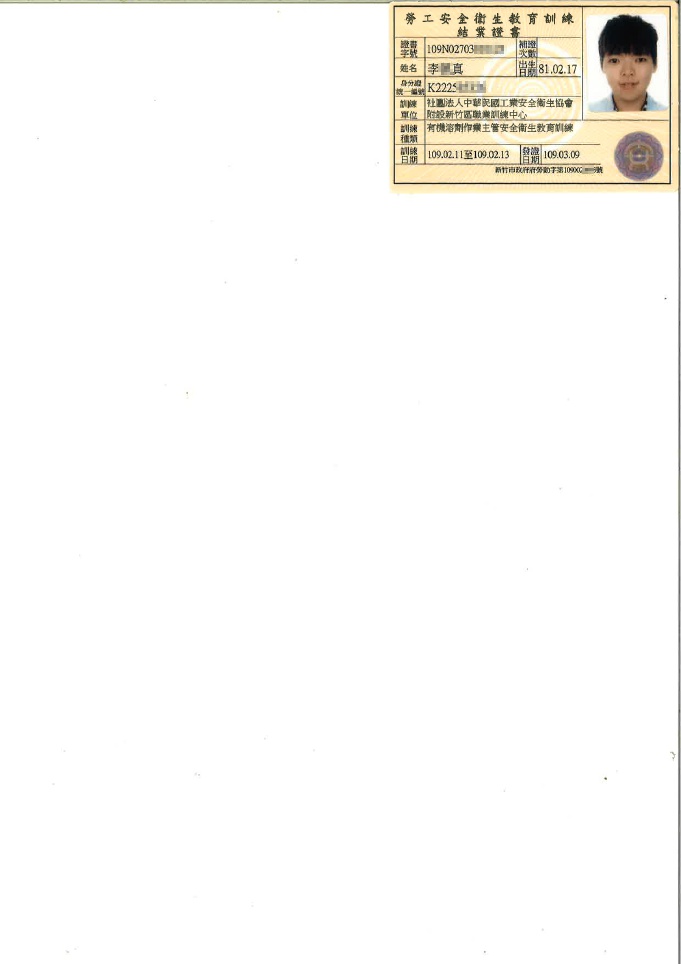 勞工安全衛生教育訓練
結業證書
證書字號 109N02703 補證次數
姓名 李 真 出生日期 81.02.17
身分證統一編號 K2225
訓練單位 社團法人中華民國工業安全衛生協會
附設新竹區職業訓練中心
訓練種類 有機溶劑作業主管安全衛生教育訓練
訓練日期 109.02.11至109.02.13 發證日期 109.03.09
新竹市政府府勞動字第10900 號